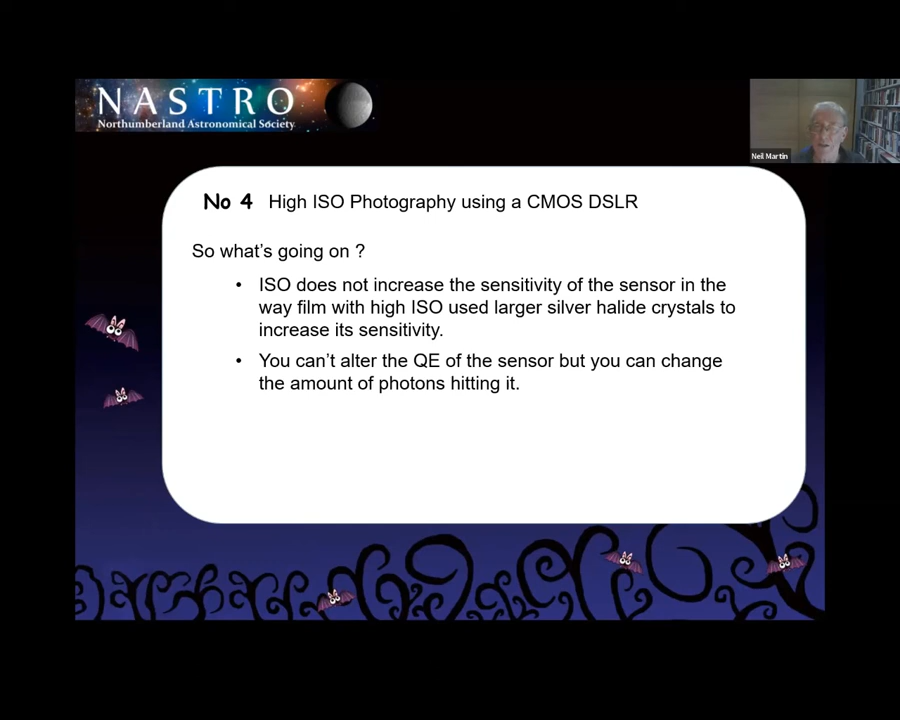 NASTRO
Northumberland Astronomical Society
Neil Martin
No 4 High ISO Photography using a CMOS DSLR
So what's going on ?
• ISO does not increase the sensitivity of the sensor in the
way film with high ISO used larger silver halide crystals to
increase its sensitivity.
• You can't alter the QE of the sensor but you can change
the amount of photons hitting it.